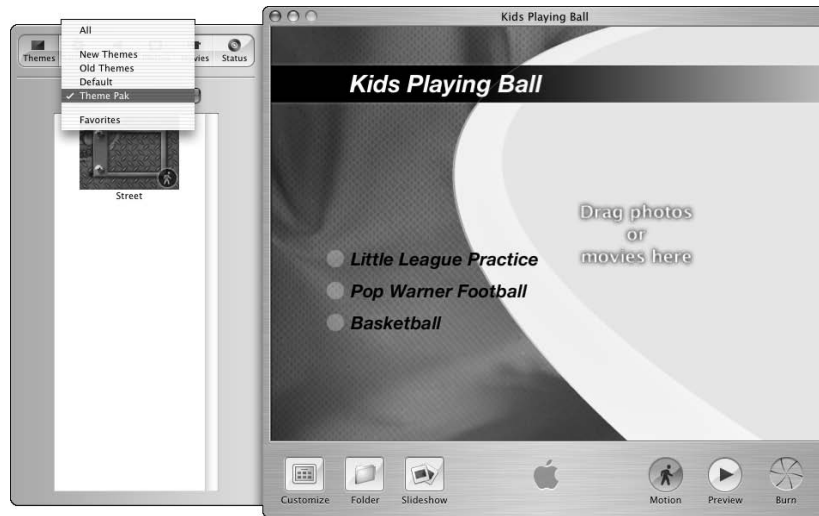 Kids Playing Ball
All
New Themes
Old Themes
Default
✓ Theme Pak
Favorites
Themes
vies
Status
Street
Kids Playing Ball
Drag photos
or
movies here
Little League Practice
Pop Warner Football
Basketball
Customize
Folder
Slideshow
Motion
Preview
Burn